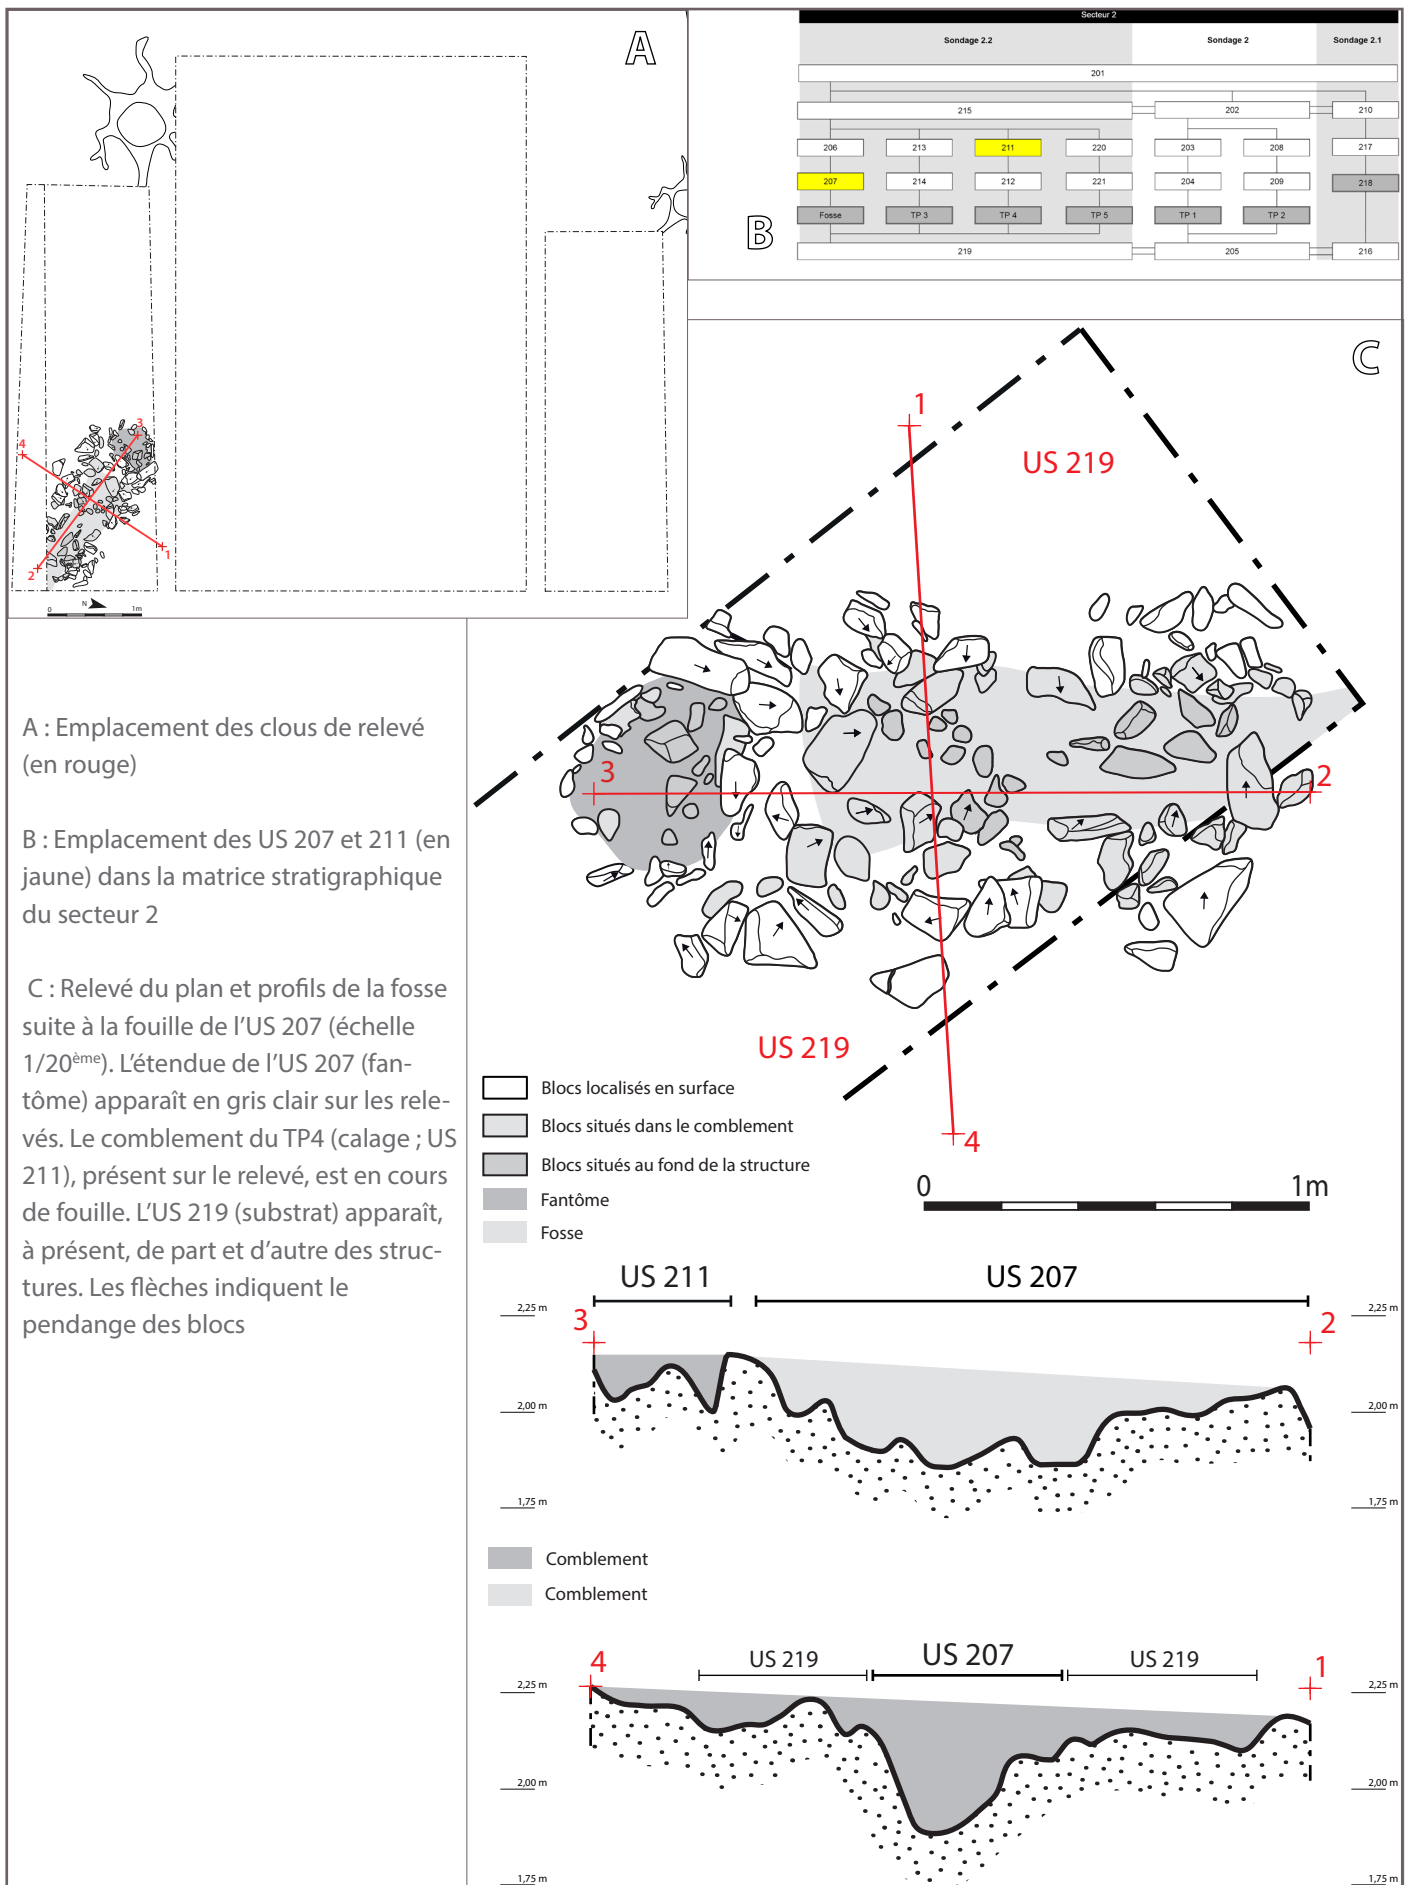 A
4
3
2
1
N
0 1m
Secteur 2
Sondage 2.2 Sondage 2 Sondage 2.1
201
215 202 210
206 213 211 220 203 208 217
207 214 212 221 204 209 218
Fosse TP 3 TP 4 TP 5 TP 1 TP 2
219 205 216
B
C
1
US 219
3
2
US 219
4
A : Emplacement des clous de relevé
(en rouge)
B : Emplacement des US 207 et 211 (en
jaune) dans la matrice stratigraphique
du secteur 2
C : Relevé du plan et profils de la fosse
suite à la fouille de l'US 207 (échelle
1/20ème). L'étendue de l'US 207 (fan-
tôme) apparaît en gris clair sur les rele-
vés. Le comblement du TP4 (calage ; US
211), présent sur le relevé, est en cours
de fouille. L'US 219 (substrat) apparaît,
à présent, de part et d'autre des struc-
tures. Les flèches indiquent le
pendange des blocs
Blocs localisés en surface
Blocs situés dans le comblement
Blocs situés au fond de la structure
Fantôme
Fosse
0 1m
US 211 US 207
2,25 m 2,25 m
3 2
2,00 m 2,00 m
1,75 m 1,75 m
Comblement
Comblement
4 US 219 US 207 US 219 1
2,25 m 2,25 m
2,00 m 2,00 m
1,75 m 1,75 m